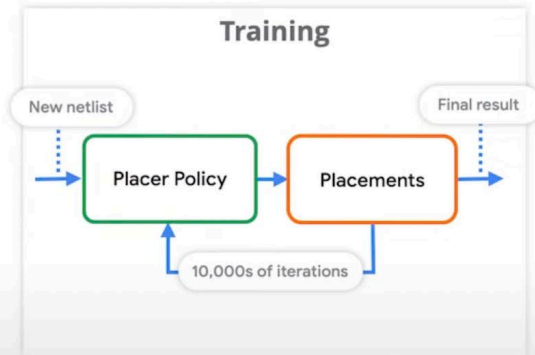 Training
New netlist
Final result
Placer Policy
Placements
10,000s of iterations